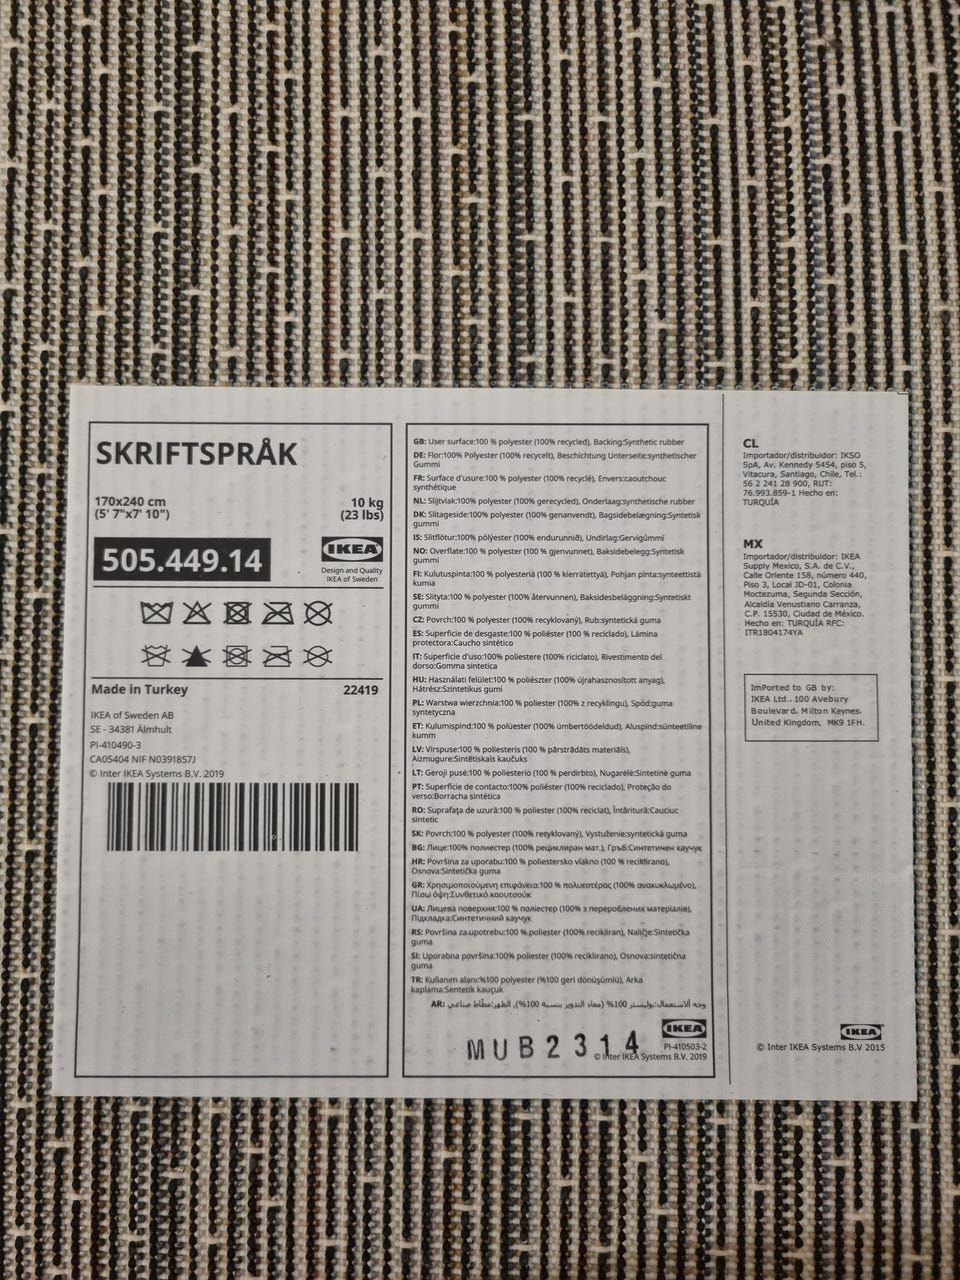 SKRIFTSPRÅK
170x240 cm
(5' 7"x7' 10")
10 kg
(23 lbs)
505.449.14
IKEA
Design and Quality
IKEA of Sweden
Made in Turkey
22419
IKEA of Sweden AB
SE - 34381 Älmhult
PI-410490-3
CA05404 NIF N0391857J
© Inter IKEA Systems B.V. 2019
GB: User surface:100 % polyester (100% recycled), Backing:Synthetic rubber
DE: Flor:100% Polyester (100% recycelt), Beschichtung Unterseite:synthetischer
Gummi
FR: Surface d'usure:100 % polyester (100% recyclé), Envers:caoutchouc
synthétique
NL: Slijtvlak:100% polyester (100% gerecycled), Onderlaag:synthetische rubber
DK: Slitageside:100% polyester (100% genanvendt), Bagsidebelægning:Syntetisk
gummi
IS: Slitflötur:100% pólýester (100% endurunnið), Undirlag:Gervigúmmí
NO: Overflate:100 % polyester (100 % gjenvunnet), Baksidebelegg:Syntetisk
gummi
FI: Kulutuspinta:100 % polyesteriä (100 % kierrätettyä), Pohjan pinta:synteettistä
kumia
SE: Slityta:100 % polyester (100% återvunnen), Baksidesbeläggning:Syntetiskt
gummi
CZ: Povrch:100 % polyester (100% recyklovaný), Rub:syntetická guma
ES: Superficie de desgaste:100 % poliéster (100 % reciclado), Lámina
protectora:Caucho sintético
IT: Superficie d'uso:100% poliestere (100% riciclato), Rivestimento del
dorso:Gomma sintetica
HU: Használati felület:100 % poliészter (100 % újrahasznosított anyag),
Hátrész:Szintetikus gumi
PL: Warstwa wierzchnia:100 % poliester (100 % z recyklingu), Spód:guma
syntetyczna
ET: Kulumispind:100 % polüester (100% ümbertöödeldud), Aluspind:sünteetiline
kumm
LV: Virspuse:100 % poliesteris (100 % pārstrādāts materiāls),
Aizmugure:Sintētiskais kaučuks
LT: Geroji pusė:100 % poliesterio (100 % perdirbto), Nugarėlė:Sintetinė guma
PT: Superfície de contacto:100% poliéster (100% reciclado), Proteção do
verso:Borracha sintética
RO: Suprafaţa de uzură:100 % poliester (100% reciclat), Întăritură:Cauciuc
sintetic
SK: Povrch:100 % polyester (100% recyklovaný), Vystuženie:syntetická guma
BG: Лице:100% полиестер (100% рециклиран мат.), Гръб:Синтетичен каучук
HR: Površina za uporabu:100 % poliestersko vlakno (100 % reciklirano),
Osnova:Sintetička guma
GR: Χρησιμοποιούμενη επιφάνεια:100 % πολυεστέρας (100% ανακυκλωμένο),
Πίσω όψη:Συνθετικό καουτσούκ
UA: Лицева поверхня:100 % поліестер (100% з перероблених матеріалів),
Підкладка:Синтетичний каучук
RS: Površina za upotrebu:100 % poliester (100% recikliran), Naličje:Sintetička
guma
SI: Uporabna površina:100% poliester (100% reciklirano), Osnova:sintetična
guma
TR: Kullanım alanı:%100 polyester (%100 geri dönüşümlü), Arka
kaplama:Sentetik kauçuk
AR: وجه الاستعمال:بوليستر 100% (معاد التدوير بنسبة 100%), الظهر:مطّاط صناعي
IKEA
PI-410503-2
© Inter IKEA Systems B.V. 2019
MUB2314
CL
Importador/distribuidor: IKSO
SpA, Av. Kennedy 5454, piso 5,
Vitacura, Santiago, Chile, Tel.:
56 2 241 28 900, RUT:
76.993.859-1 Hecho en:
TURQUÍA
MX
Importador/distribuidor: IKEA
Supply Mexico, S.A. de C.V.,
Calle Oriente 158, número 440,
Piso 3, Local JD-01, Colonia
Moctezuma, Segunda Sección,
Alcaldía Venustiano Carranza,
C.P. 15530, Ciudad de México.
Hecho en: TURQUÍA RFC:
ITR1804174YA
ImPorted to GB by:
IKEA Ltd., 100 Avebury
Boulevard, Milton Keynes,
United Kingdom, MK9 1FH.
IKEA
© Inter IKEA Systems B.V 2015